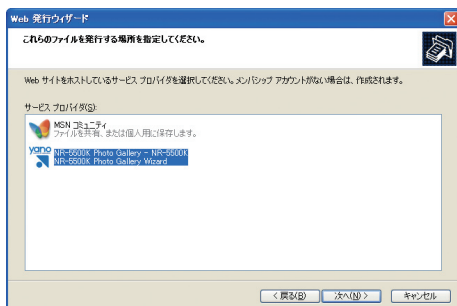 Web 発行ウィザード
これらのファイルを発行する場所を指定してください。
Web サイトをホストしているサービス プロバイダを選択してください。メンバシップ アカウントがない場合は、作成されます。
サービス プロバイダ(S):
MSN コミュニティ
ファイルを共有、または個人用に保存します。
yano
NR-5500K Photo Gallery - NR-5500K
NR-5500K Photo Gallery Wizard
< 戻る(B)
次へ(N) >
キャンセル